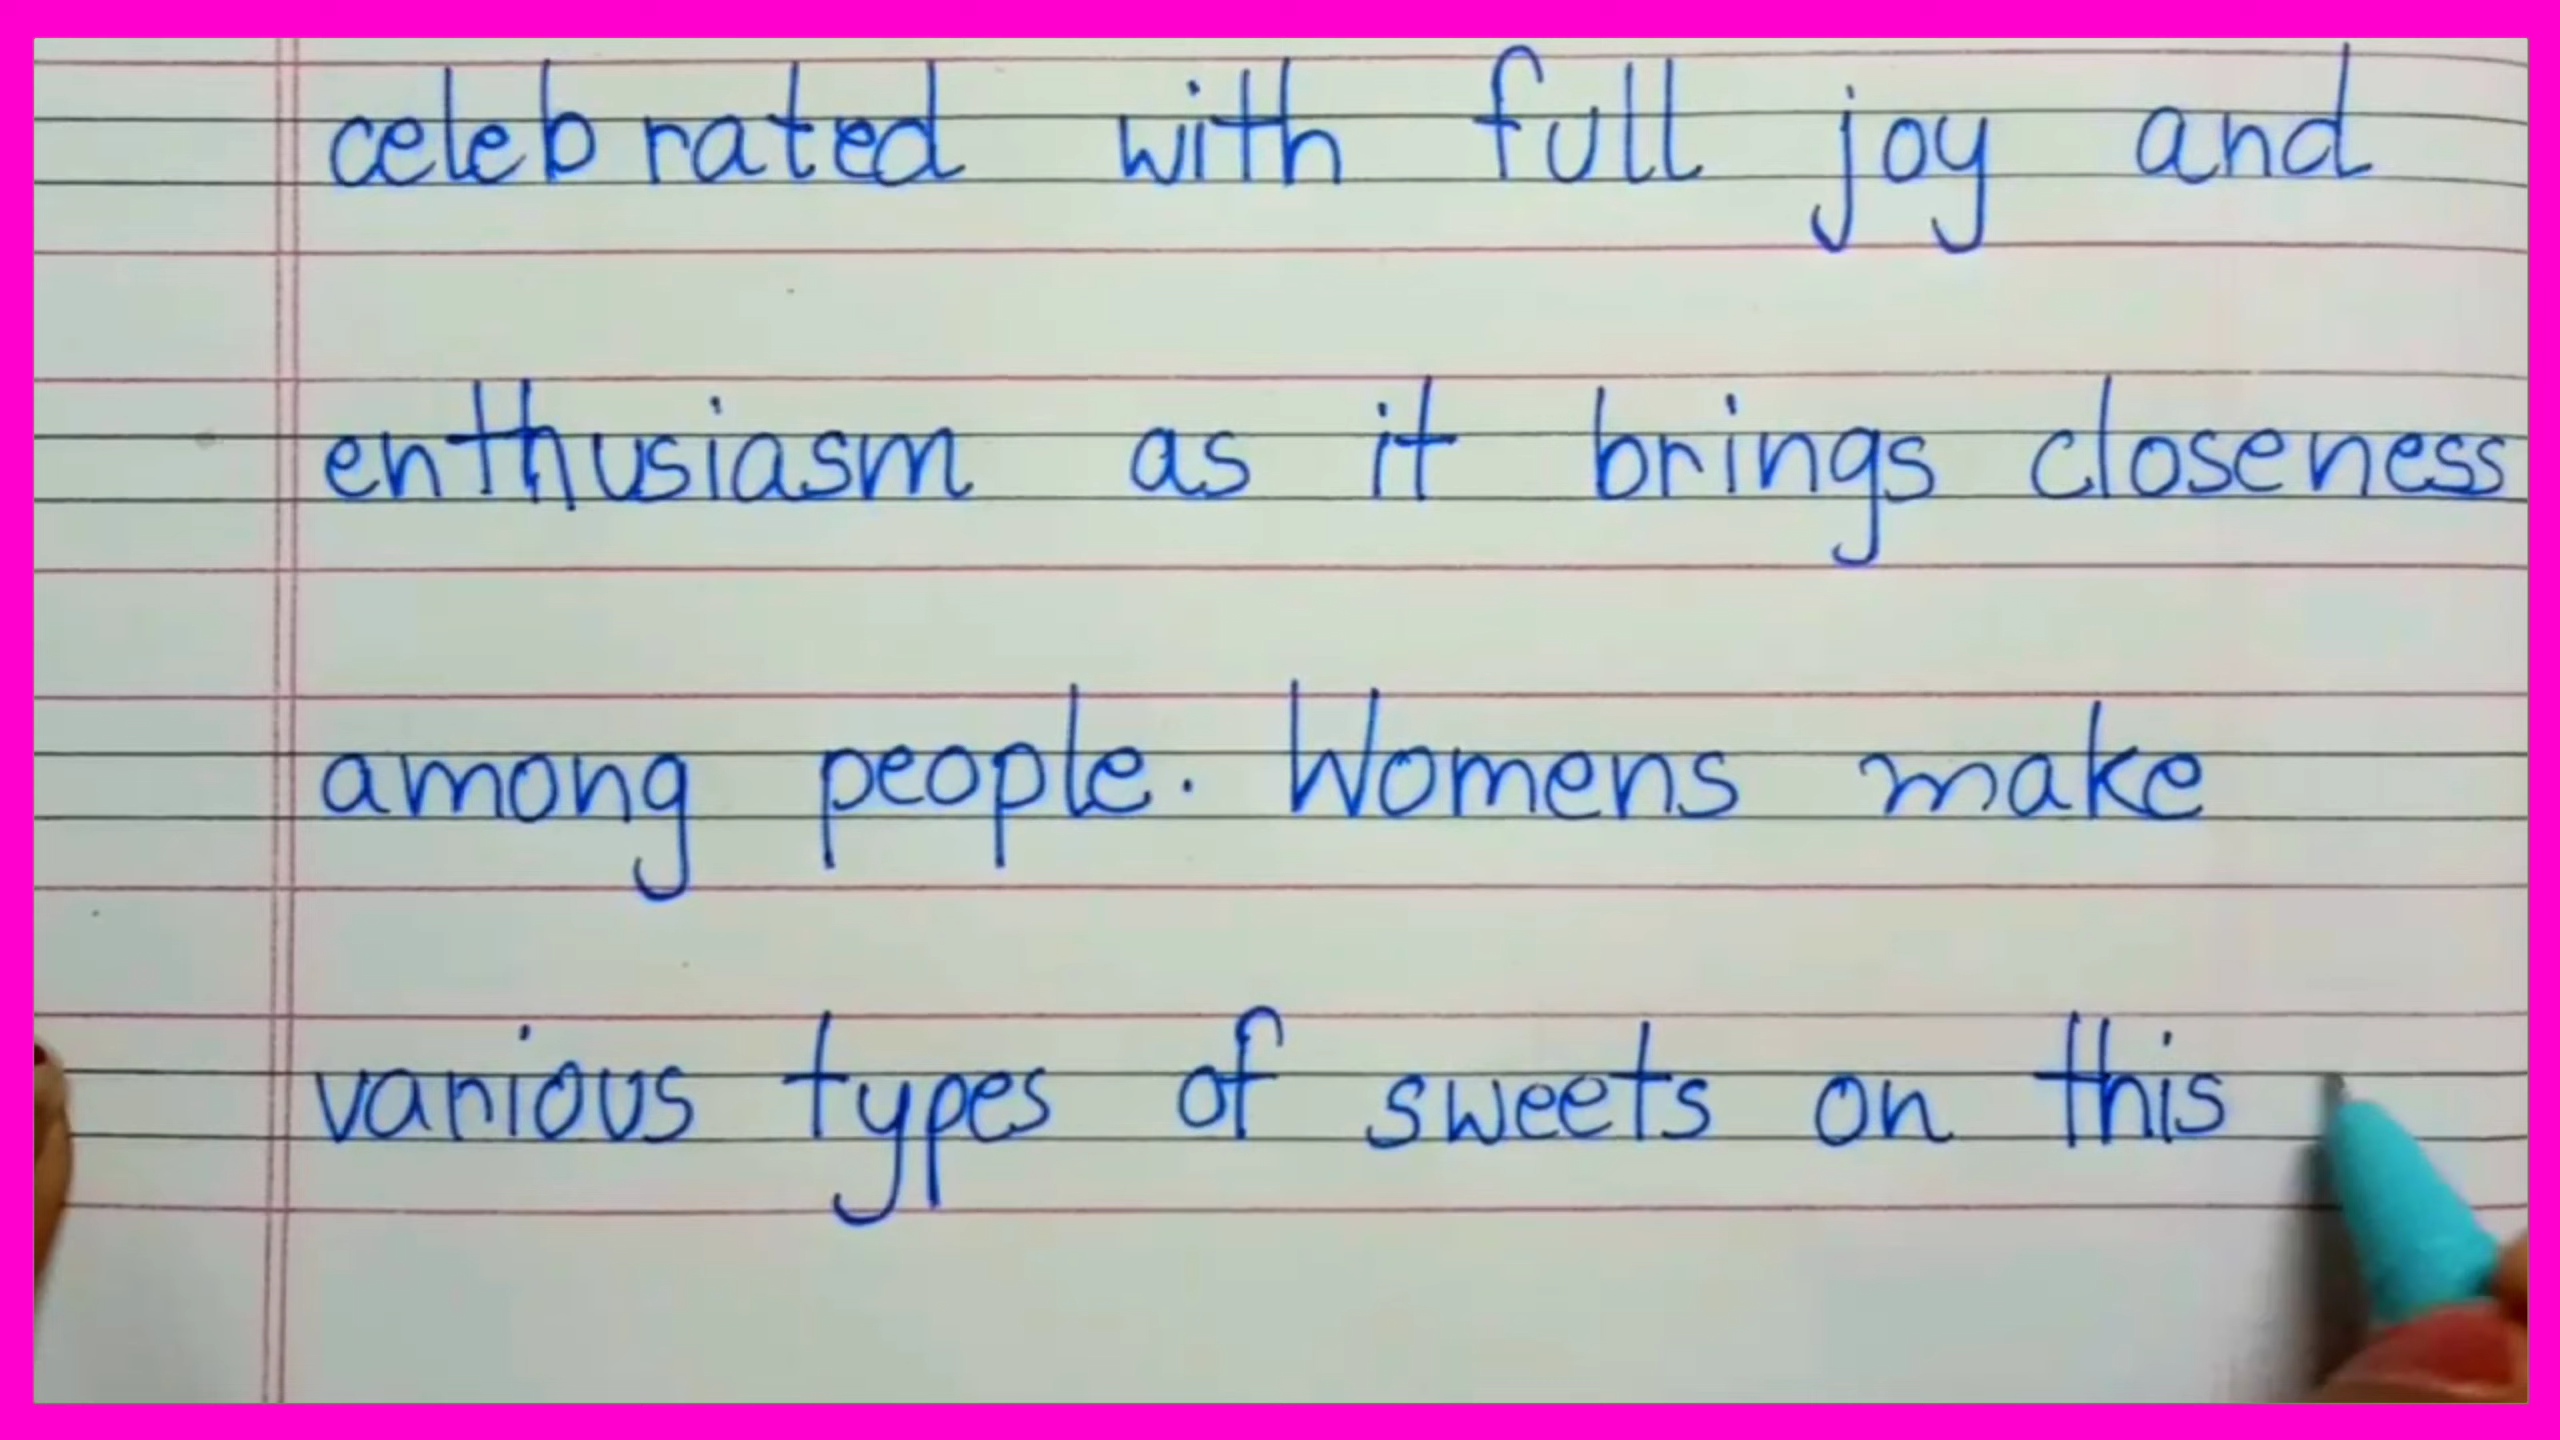 celebrated with full joy and
enthusiasm as it brings closeness
among people. Womens make
various types of sweets on this